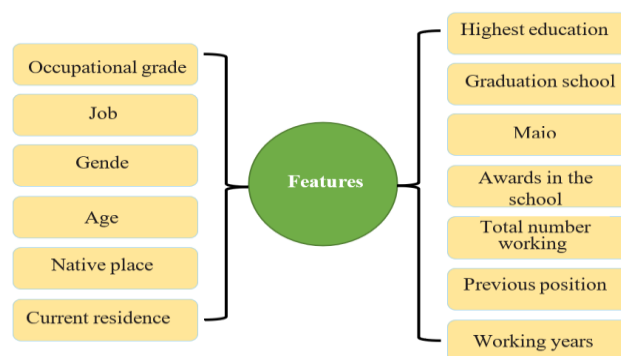 Occupational grade
Job
Gende
Age
Native place
Current residence
Features
Highest education
Graduation school
Maio
Awards in the
school
Total number
working
Previous position
Working years